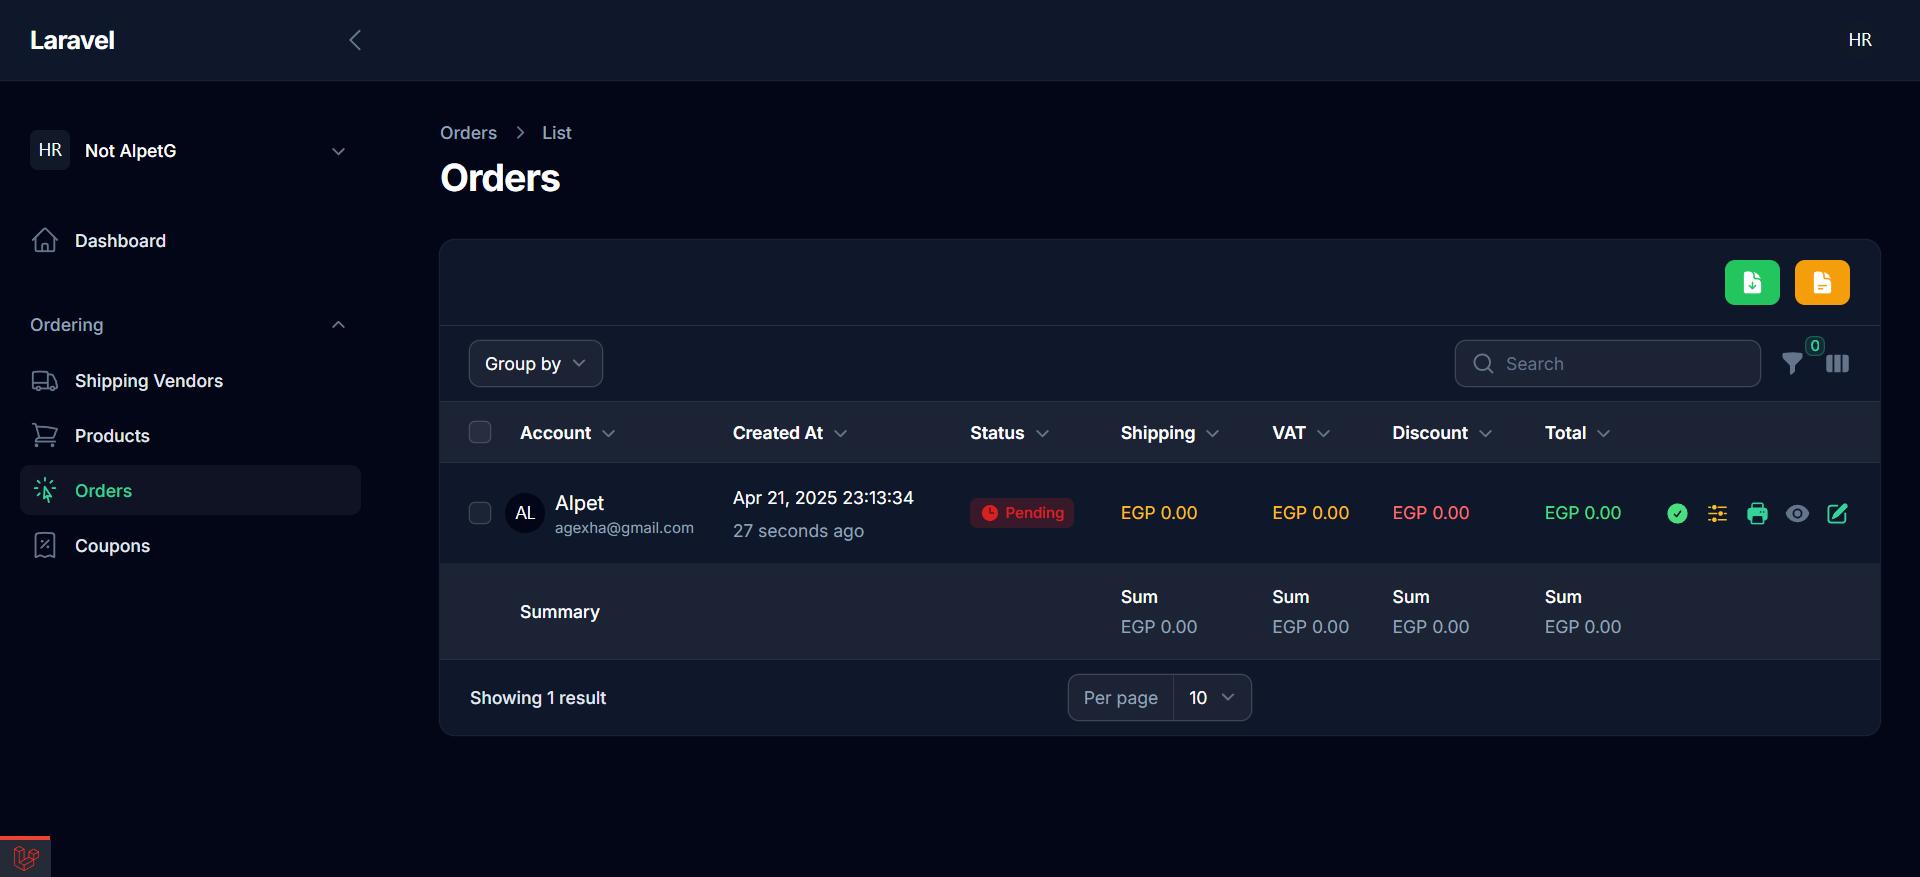 Laravel
HR
HR
Not AlpetG
Dashboard
Ordering
Shipping Vendors
Products
Orders
Coupons
Orders > List
Orders
Group by
Search
0
Account Created At Status Shipping VAT Discount Total
AL
Alpet
agexha@gmail.com
Apr 21, 2025 23:13:34
27 seconds ago
Pending
EGP 0.00 EGP 0.00 EGP 0.00 EGP 0.00
Summary
Sum Sum Sum Sum
EGP 0.00 EGP 0.00 EGP 0.00 EGP 0.00
Showing 1 result
Per page 10